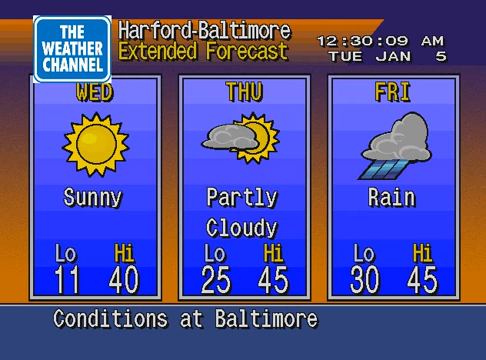 THE
WEATHER
CHANNEL
Harford-Baltimore
Extended Forecast
12:30:09 AM
TUE JAN 5
WED
THU
FRI
Sunny
Partly
Cloudy
Rain
Lo Hi
11 40
Lo Hi
25 45
Lo Hi
30 45
Conditions at Baltimore